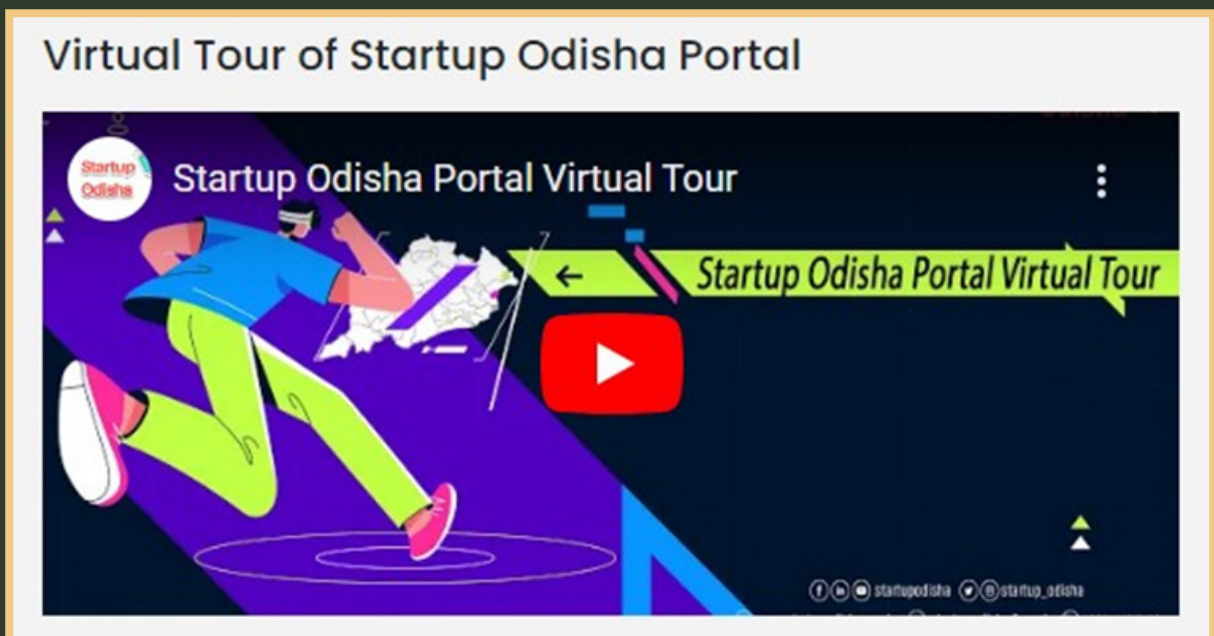 Virtual Tour of Startup Odisha Portal
Startup
Odisha
Startup Odisha Portal Virtual Tour
Startup Odisha Portal Virtual Tour
startupodisha startup_odisha